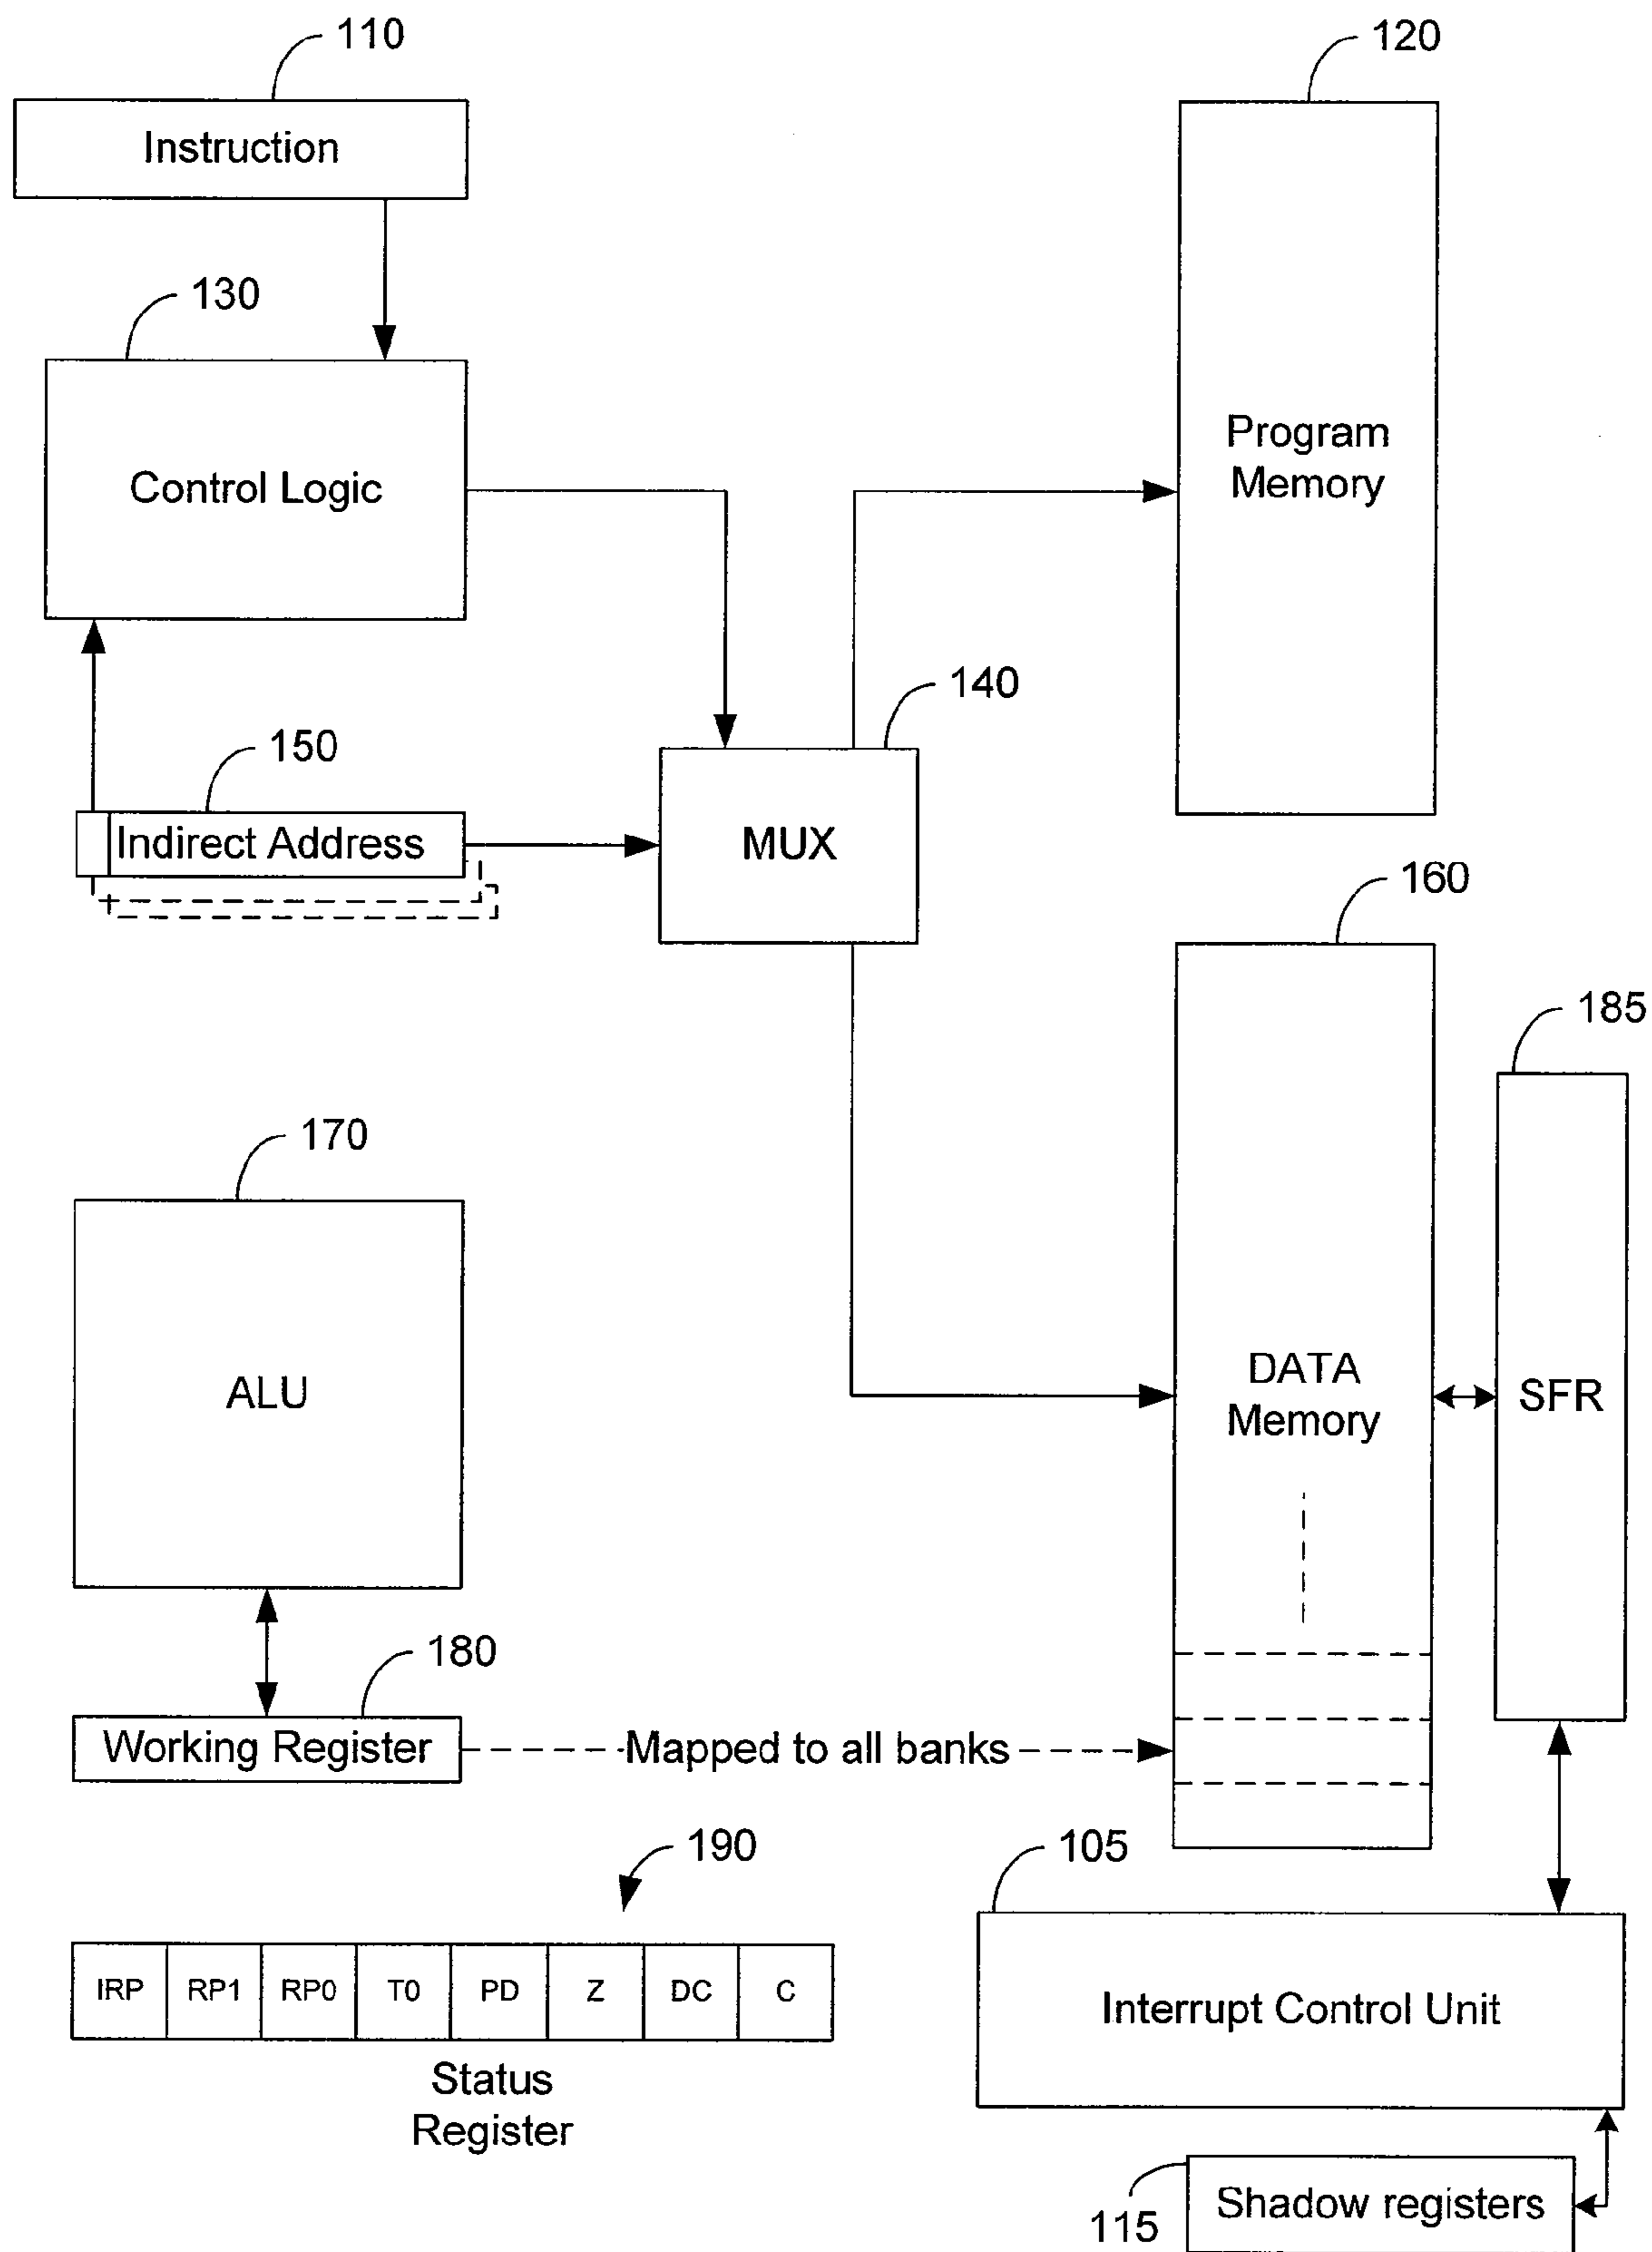 110
120
Instruction
130
Program
Memory
Control Logic
140
150
Indirect Address
MUX
160
185
170
DATA
Memory
SFR
ALU
180
Working Register
Mapped to all banks
190
105
IRP RP1 RP0 T0 PD Z DC C
Interrupt Control Unit
Status
Register
Shadow registers
115